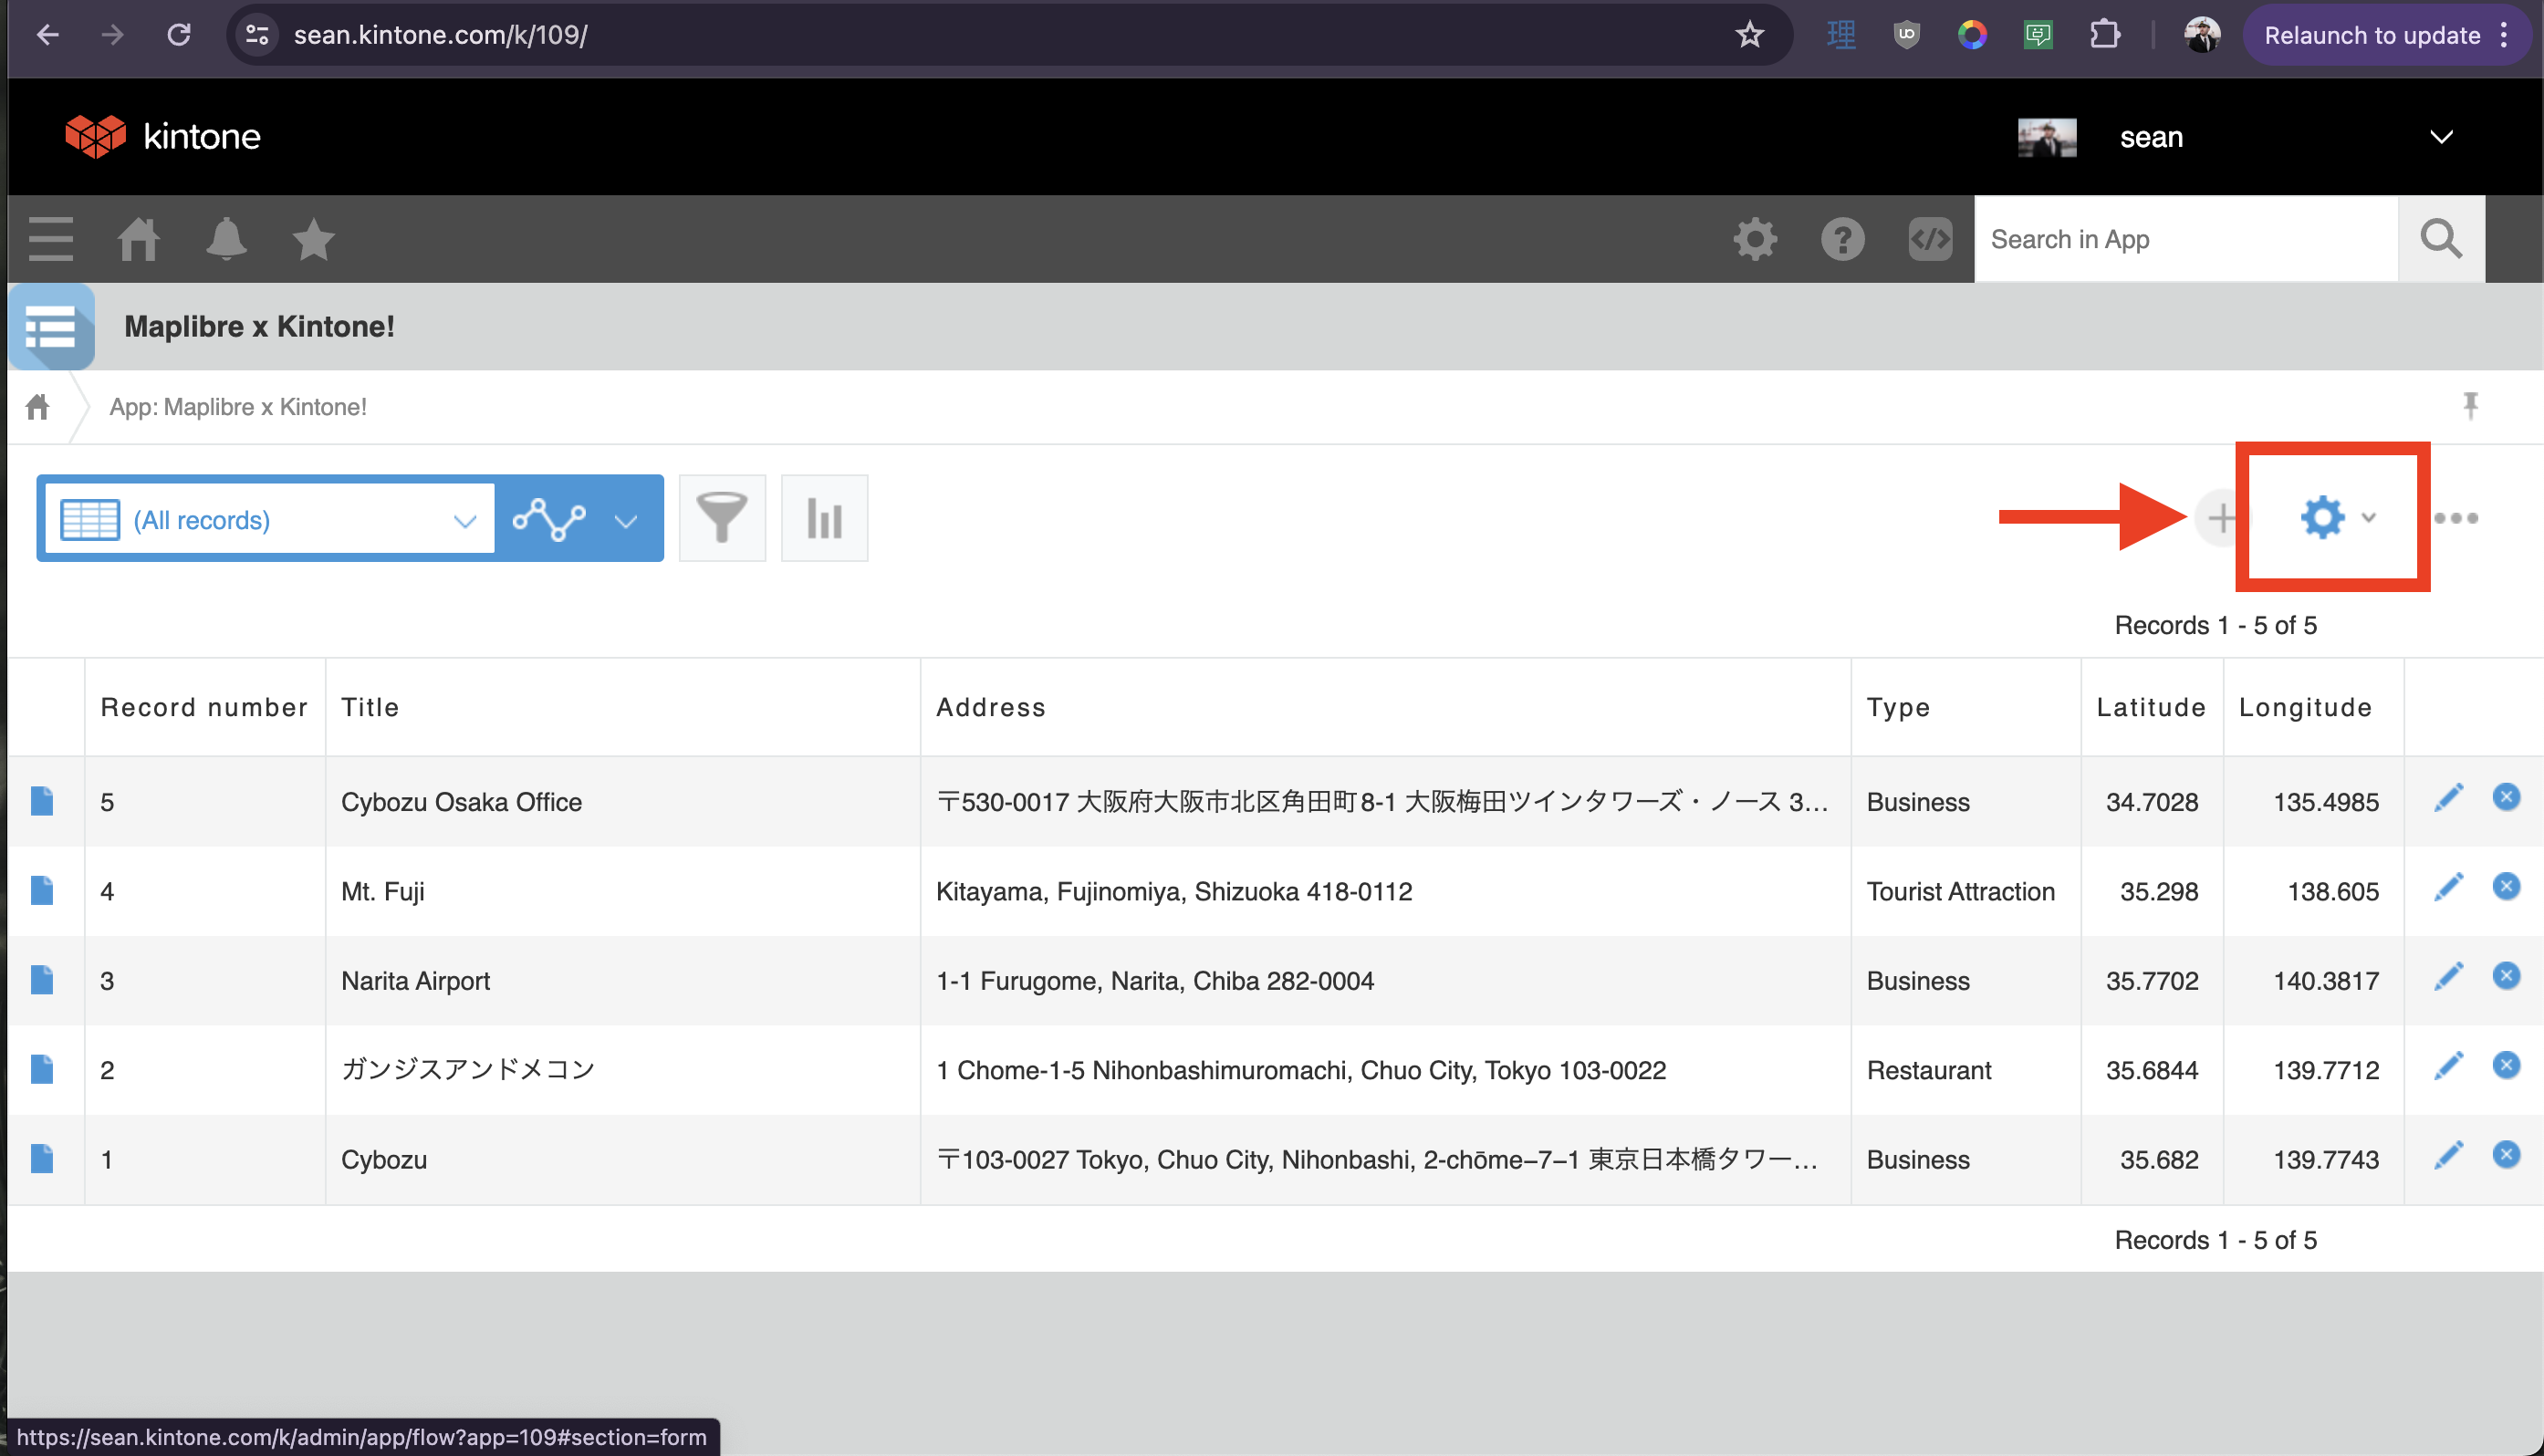 sean.kintone.com/k/109/
理
Relaunch to update
kintone
sean
Search in App
Maplibre x Kintone!
App: Maplibre x Kintone!
(All records)
Records 1 - 5 of 5
Record number Title Address Type Latitude Longitude
5 Cybozu Osaka Office 〒530-0017 大阪府大阪市北区角田町8-1 大阪梅田ツインタワーズ・ノース 3... Business 34.7028 135.4985
4 Mt. Fuji Kitayama, Fujinomiya, Shizuoka 418-0112 Tourist Attraction 35.298 138.605
3 Narita Airport 1-1 Furugome, Narita, Chiba 282-0004 Business 35.7702 140.3817
2 ガンジスアンドメコン 1 Chome-1-5 Nihonbashimuromachi, Chuo City, Tokyo 103-0022 Restaurant 35.6844 139.7712
1 Cybozu 〒103-0027 Tokyo, Chuo City, Nihonbashi, 2-chōme−7−1 東京日本橋タワー... Business 35.682 139.7743
Records 1 - 5 of 5
https://sean.kintone.com/k/admin/app/flow?app=109#section=form